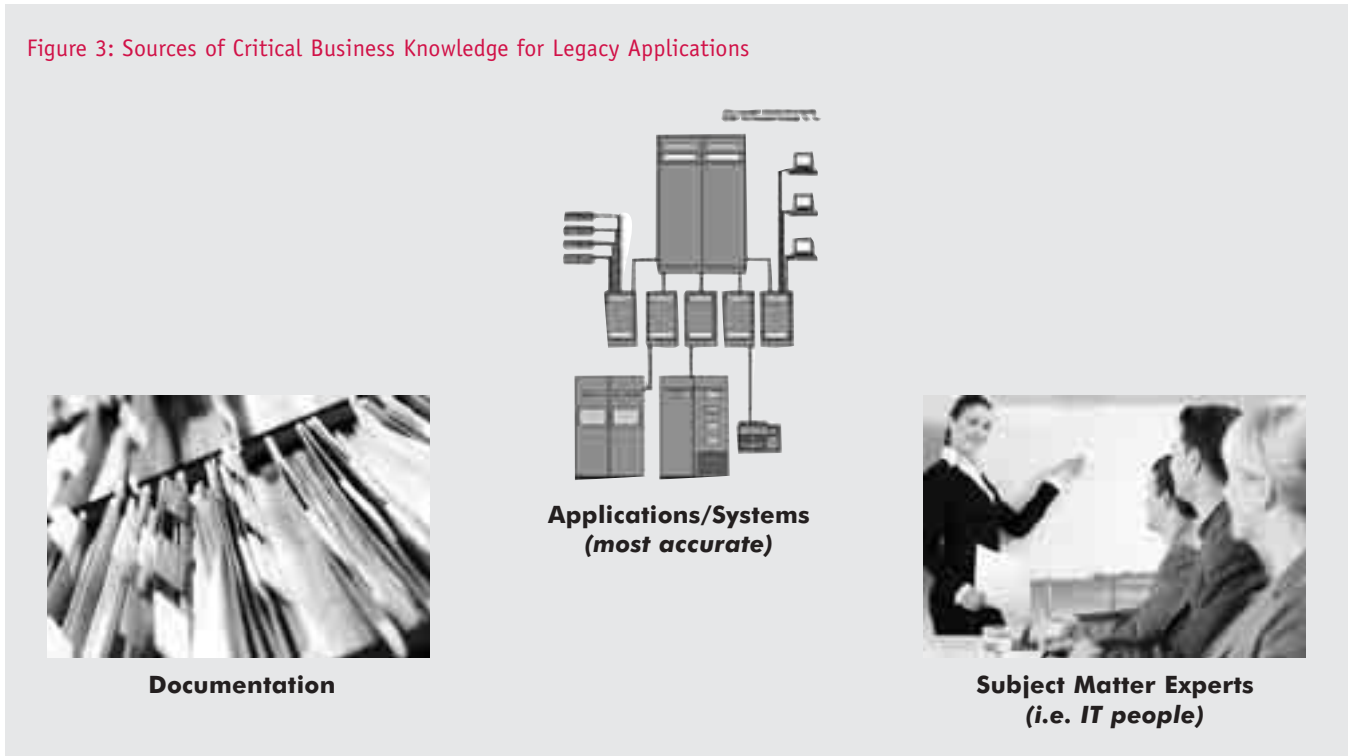 Figure 3: Sources of Critical Business Knowledge for Legacy Applications
Applications/Systems
(most accurate)
Documentation
Subject Matter Experts
(i.e. IT people)